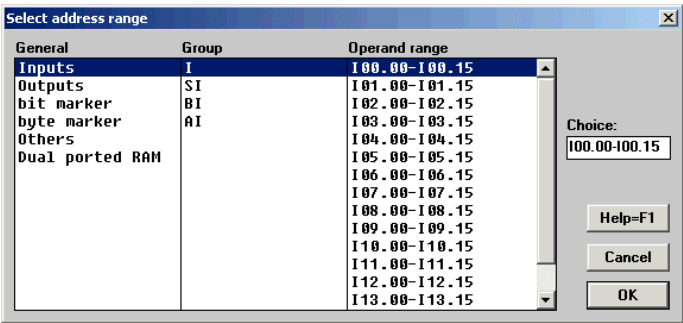 Select address range
General Group Operand range
Inputs I I00.00-I00.15
Outputs SI I01.00-I01.15
bit marker BI I02.00-I02.15
byte marker AI I03.00-I03.15
Others I04.00-I04.15
Dual ported RAM I05.00-I05.15
I06.00-I06.15
I07.00-I07.15
I08.00-I08.15
I09.00-I09.15
I10.00-I10.15
I11.00-I11.15
I12.00-I12.15
I13.00-I13.15
Choice:
I00.00-I00.15
Help=F1
Cancel
OK